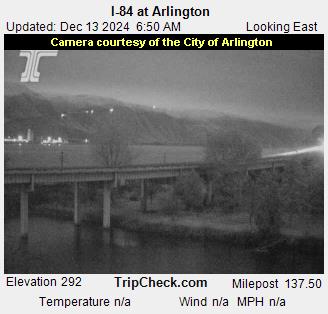 I-84 at Arlington
Updated: Dec 13 2024 6:50 AM Looking East
Camera courtesy of the City of Arlington
Elevation 292 TripCheck.com Milepost 137.50
Temperature n/a Wind n/a MPH n/a